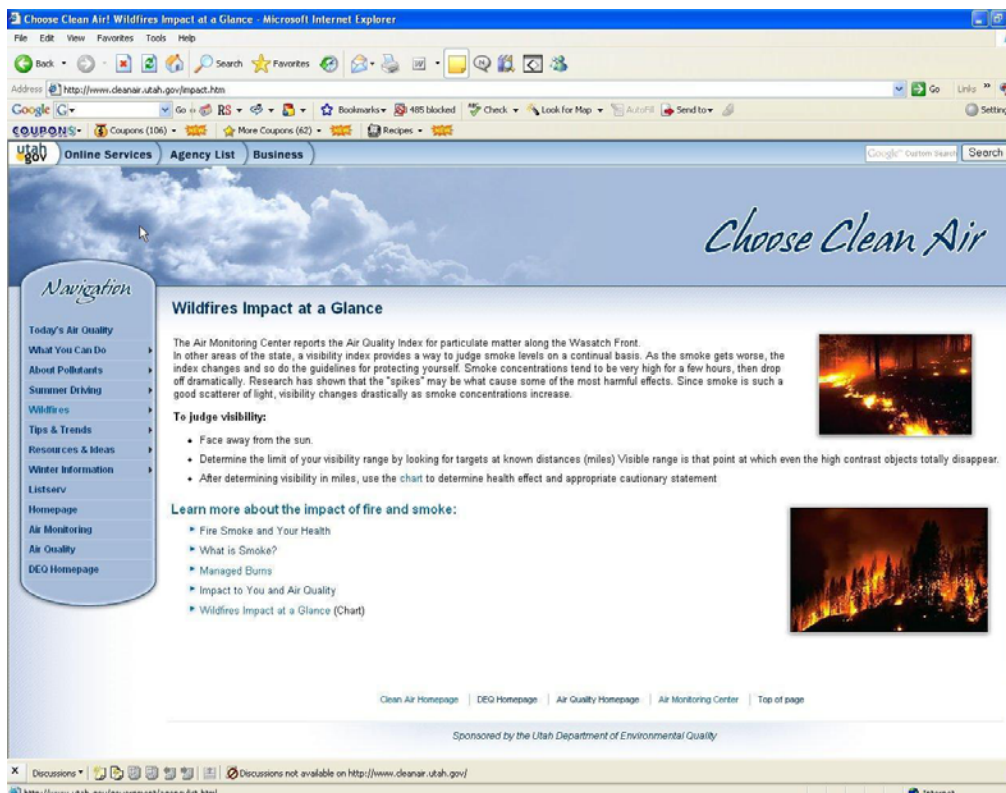 Choose Clean Air! Wildfires Impact at a Glance - Microsoft Internet Explorer
File Edit View Favorites Tools Help
Back Search Favorites
Address http://www.cleanair.utah.gov/impact.htm Go Links
Google G Go RS Bookmarks 485 blocked Check Look for Map AutoFill Send to Setting
COUPONS Coupons (106) More Coupons (62) Recipes
utah gov Online Services Agency List Business Google™ Custom Search Search
Choose Clean Air
Navigation
Today's Air Quality
What You Can Do
About Pollutants
Summer Driving
Wildfires
Tips & Trends
Resources & Ideas
Winter Information
Listserv
Homepage
Air Monitoring
Air Quality
DEQ Homepage
Wildfires Impact at a Glance
The Air Monitoring Center reports the Air Quality Index for particulate matter along the Wasatch Front.
In other areas of the state, a visibility index provides a way to judge smoke levels on a continual basis. As the smoke gets worse, the
index changes and so do the guidelines for protecting yourself. Smoke concentrations tend to be very high for a few hours, then drop
off dramatically. Research has shown that the "spikes" may be what cause some of the most harmful effects. Since smoke is such a
good scatterer of light, visibility changes drastically as smoke concentrations increase.
To judge visibility:
• Face away from the sun.
• Determine the limit of your visibility range by looking for targets at known distances (miles) Visible range is that point at which even the high contrast objects totally disappear.
• After determining visibility in miles, use the chart to determine health effect and appropriate cautionary statement
Learn more about the impact of fire and smoke:
Fire Smoke and Your Health
What is Smoke?
Managed Burns
Impact to You and Air Quality
Wildfires Impact at a Glance (Chart)
Clean Air Homepage | DEQ Homepage | Air Quality Homepage | Air Monitoring Center | Top of page
Sponsored by the Utah Department of Environmental Quality
X Discussions Discussions not available on http://www.cleanair.utah.gov/